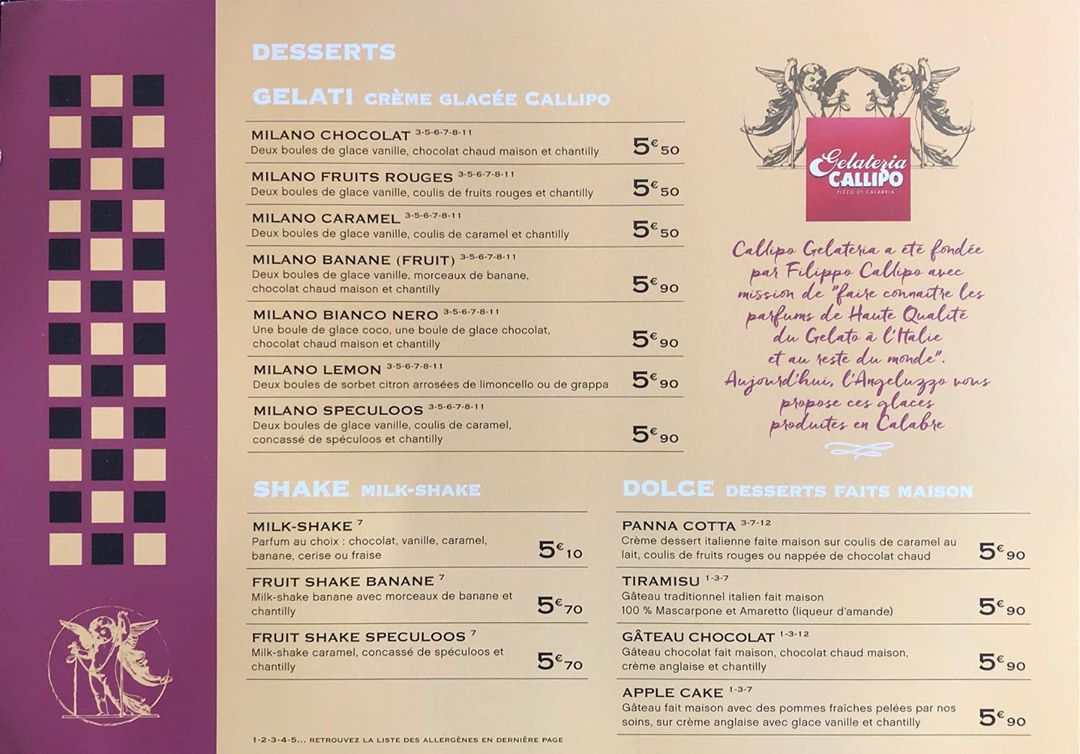 DESSERTS
GELATI CRÈME GLACÉE CALLIPO
MILANO CHOCOLAT 3-5-6-7-8-11
Deux boules de glace vanille, chocolat chaud maison et chantilly
5€50
MILANO FRUITS ROUGES 3-5-6-7-8-11
Deux boules de glace vanille, coulis de fruits rouges et chantilly
5€50
MILANO CARAMEL 3-5-6-7-8-11
Deux boules de glace vanille, coulis de caramel et chantilly
5€50
MILANO BANANE (FRUIT) 3-5-6-7-8-11
Deux boules de glace vanille, morceaux de banane,
chocolat chaud maison et chantilly
5€90
MILANO BIANCO NERO 3-5-6-7-8-11
Une boule de glace coco, une boule de glace chocolat,
chocolat chaud maison et chantilly
5€90
MILANO LEMON 3-5-6-7-8-11
Deux boules de sorbet citron arrosées de limoncello ou de grappa
5€90
MILANO SPECULOOS 3-5-6-7-8-11
Deux boules de glace vanille, coulis de caramel,
concassé de spéculoos et chantilly
5€90
Gelateria
CALLIPO
PIZZO DI CALABRIA
Callipo Gelateria a été fondée
par Filippo Callipo avec
mission de "faire connaître les
parfums de Haute Qualité
du Gelato à l'Italie
et au reste du monde".
Aujourd'hui, l'Angeluzzo vous
propose ces glaces
produites en Calabre
SHAKE MILK-SHAKE
MILK-SHAKE 7
Parfum au choix : chocolat, vanille, caramel,
banane, cerise ou fraise
5€10
FRUIT SHAKE BANANE 7
Milk-shake banane avec morceaux de banane et
chantilly
5€70
FRUIT SHAKE SPECULOOS 7
Milk-shake caramel, concassé de spéculoos et
chantilly
5€70
DOLCE DESSERTS FAITS MAISON
PANNA COTTA 3-7-12
Crème dessert italienne faite maison sur coulis de caramel au
lait, coulis de fruits rouges ou nappée de chocolat chaud
5€90
TIRAMISU 1-3-7
Gâteau traditionnel italien fait maison
100 % Mascarpone et Amaretto (liqueur d'amande)
5€90
GÂTEAU CHOCOLAT 1-3-12
Gâteau chocolat fait maison, chocolat chaud maison,
crème anglaise et chantilly
5€90
APPLE CAKE 1-3-7
Gâteau fait maison avec des pommes fraîches pelées par nos
soins, sur crème anglaise avec glace vanille et chantilly
5€90
1-2-3-4-5... RETROUVEZ LA LISTE DES ALLERGÈNES EN DERNIÈRE PAGE